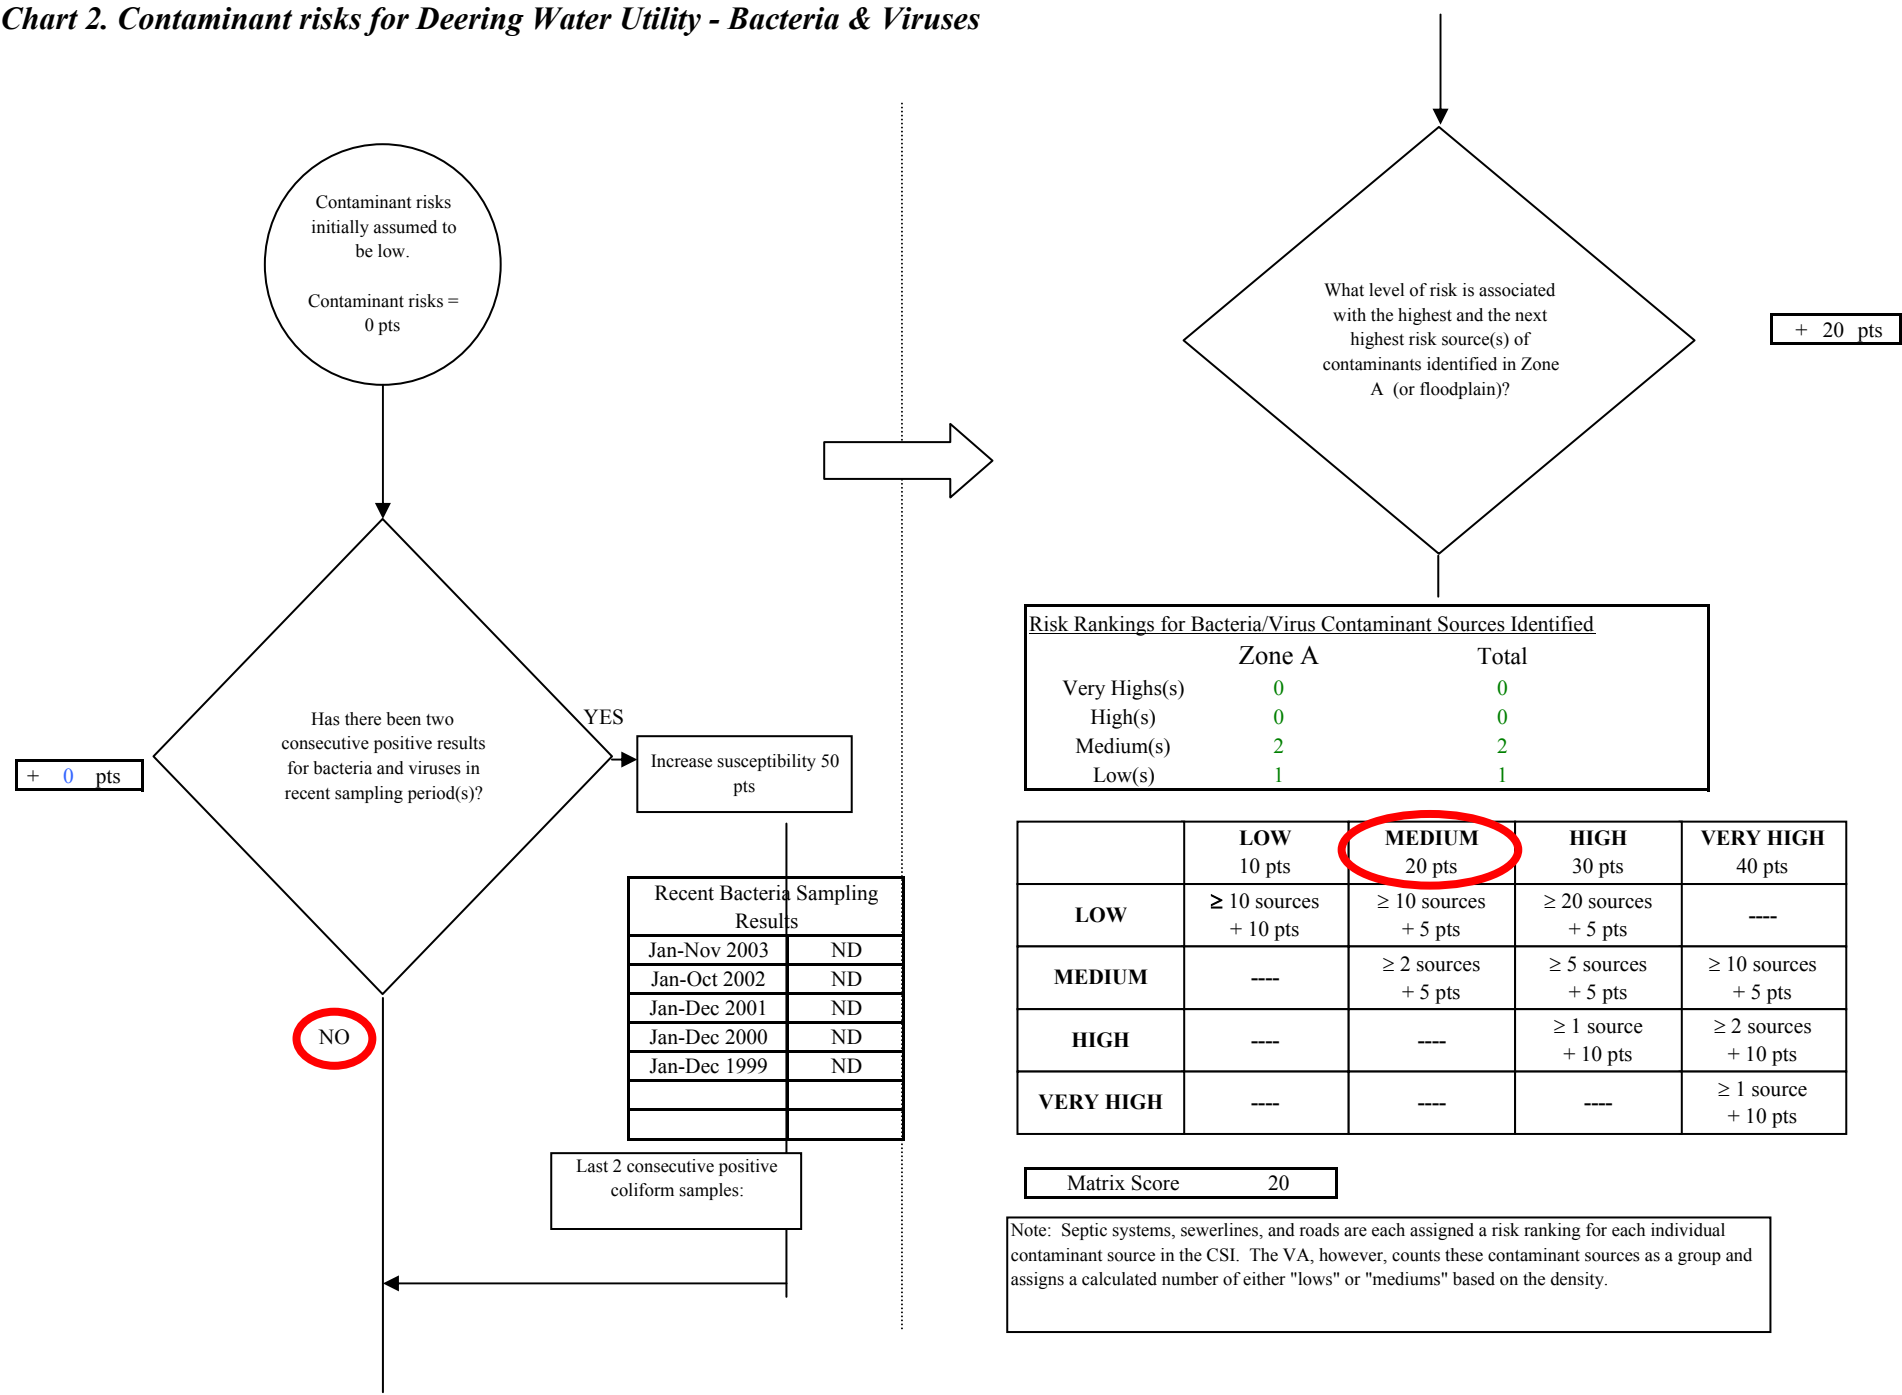 Chart 2. Contaminant risks for Deering Water Utility - Bacteria & Viruses
Contaminant risks
initially assumed to
be low.
Contaminant risks =
0 pts
Has there been two
consecutive positive results
for bacteria and viruses in
recent sampling period(s)?
+ 0 pts
YES
Increase susceptibility 50
pts
NO
Recent Bacteria Sampling
Results
Jan-Nov 2003 ND
Jan-Oct 2002 ND
Jan-Dec 2001 ND
Jan-Dec 2000 ND
Jan-Dec 1999 ND
Last 2 consecutive positive
coliform samples:
What level of risk is associated
with the highest and the next
highest risk source(s) of
contaminants identified in Zone
A (or floodplain)?
+ 20 pts
Risk Rankings for Bacteria/Virus Contaminant Sources Identified
Zone A Total
Very Highs(s) 0 0
High(s) 0 0
Medium(s) 2 2
Low(s) 1 1
LOW MEDIUM HIGH VERY HIGH
10 pts 20 pts 30 pts 40 pts
LOW ≥ 10 sources ≥ 10 sources ≥ 20 sources ----
+ 10 pts + 5 pts + 5 pts
MEDIUM ---- ≥ 2 sources ≥ 5 sources ≥ 10 sources
+ 5 pts + 5 pts + 5 pts
HIGH ---- ---- ≥ 1 source ≥ 2 sources
+ 10 pts + 10 pts
VERY HIGH ---- ---- ---- ≥ 1 source
+ 10 pts
Matrix Score 20
Note: Septic systems, sewerlines, and roads are each assigned a risk ranking for each individual
contaminant source in the CSI. The VA, however, counts these contaminant sources as a group and
assigns a calculated number of either "lows" or "mediums" based on the density.